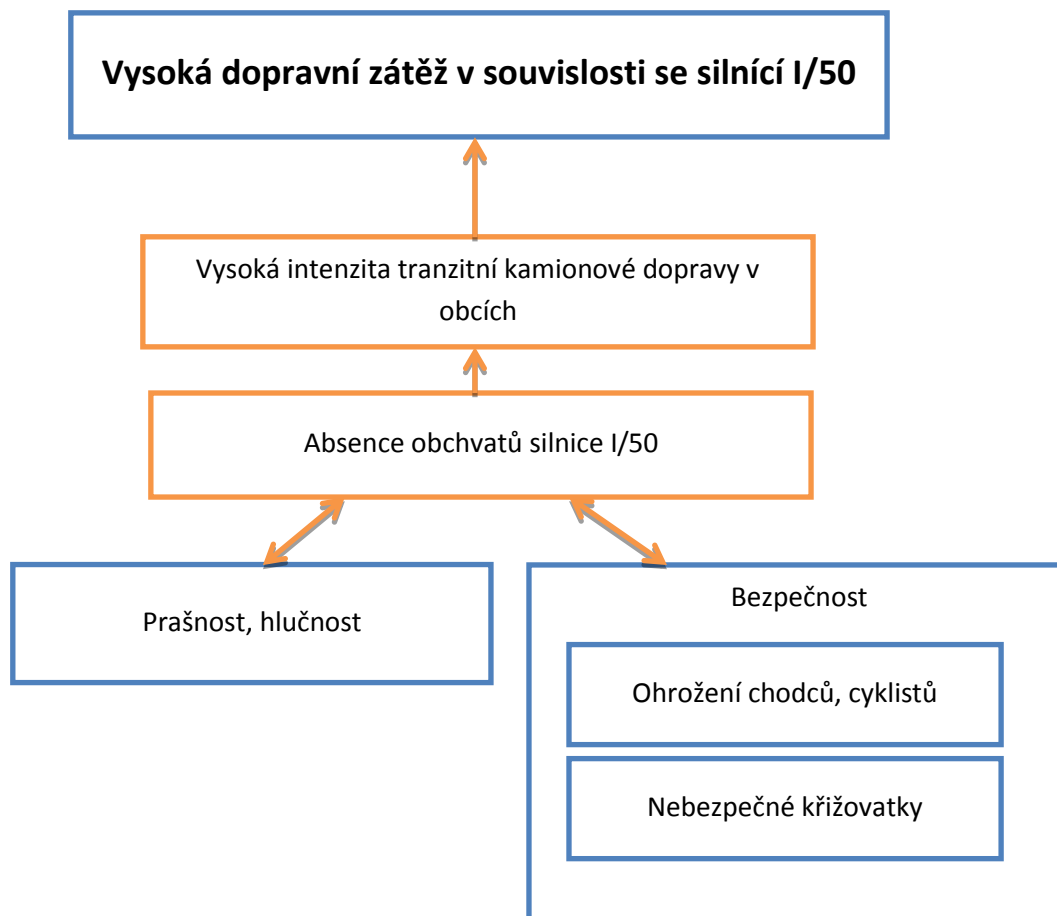 Vysoká dopravní zátěž v souvislosti se silnící I/50
Vysoká intenzita tranzitní kamionové dopravy v
obcích
Absence obchvatů silnice I/50
Prašnost, hlučnost
Bezpečnost
Ohrožení chodců, cyklistů
Nebezpečné křižovatky